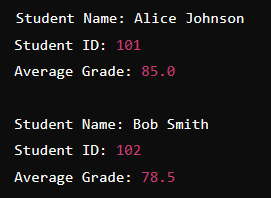 Student Name: Alice Johnson
Student ID: 101
Average Grade: 85.0
Student Name: Bob Smith
Student ID: 102
Average Grade: 78.5